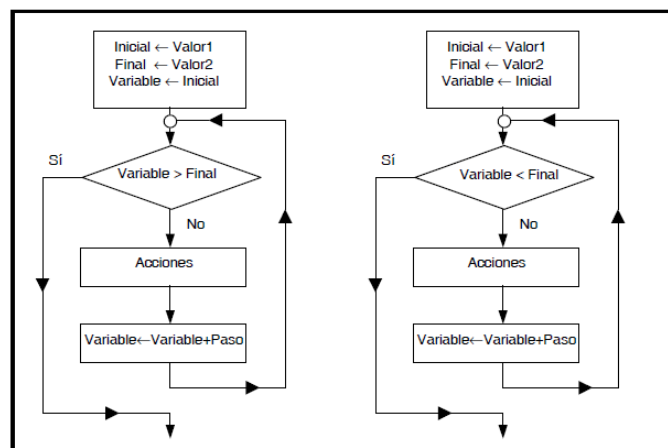 Inicial ← Valor1
Final ← Valor2
Variable ← Inicial
Sí
Variable > Final
No
Acciones
Variable←Variable+Paso
Inicial ← Valor1
Final ← Valor2
Variable ← Inicial
Sí
Variable < Final
No
Acciones
Variable←Variable+Paso